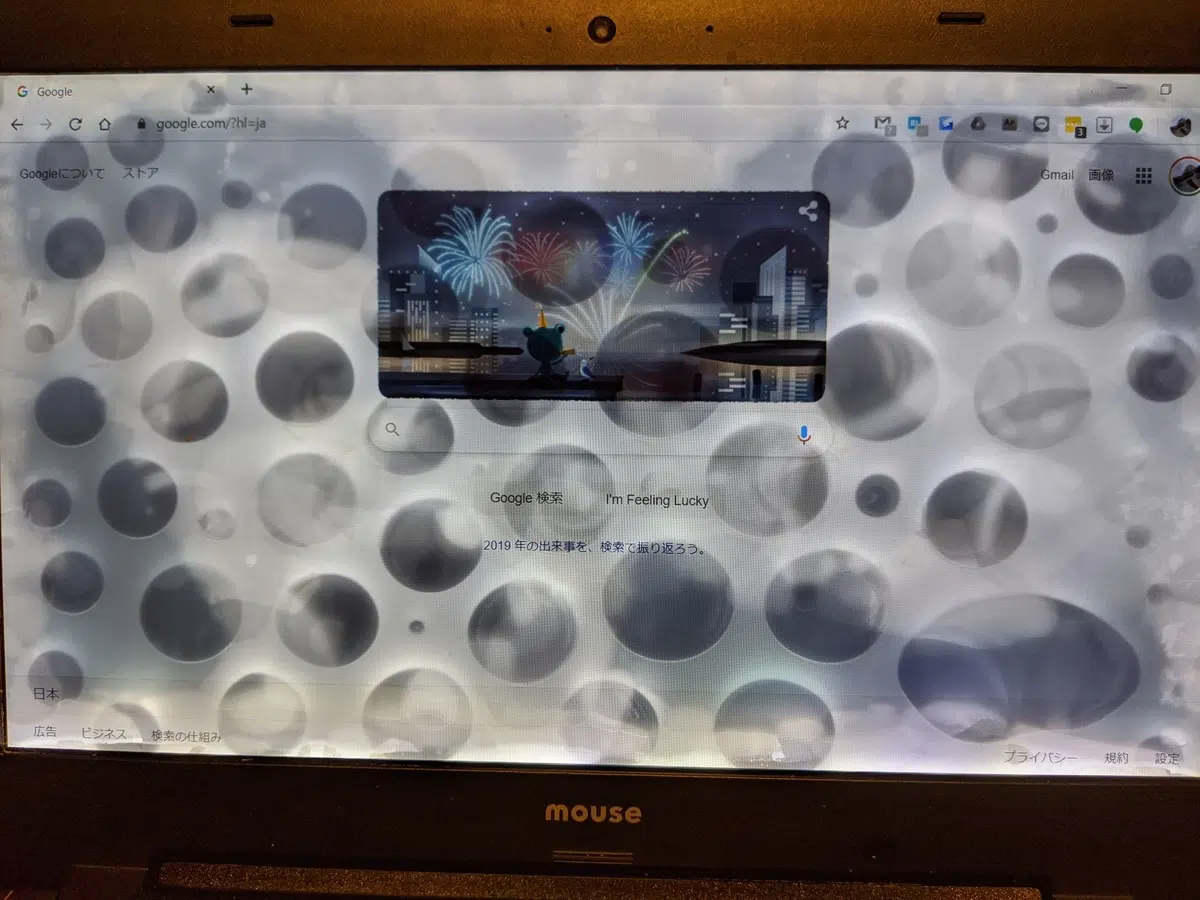 Google
google.com/?hl=ja
3
Googleについて ストア Gmail 画像
Google 検索 I'm Feeling Lucky
2019 年の出来事を、検索で振り返ろう。
日本
広告 ビジネス 検索の仕組み プライバシー 規約 設定
mouse